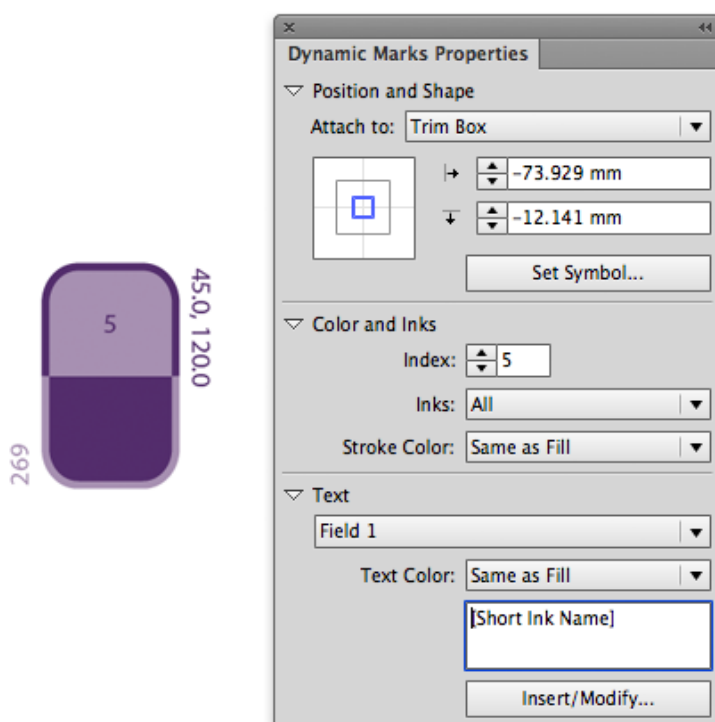 5
45.0, 120.0
269
Dynamic Marks Properties
Position and Shape
Attach to: Trim Box
-73.929 mm
-12.141 mm
Set Symbol...
Color and Inks
Index: 5
Inks: All
Stroke Color: Same as Fill
Text
Field 1
Text Color: Same as Fill
[Short Ink Name]
Insert/Modify...